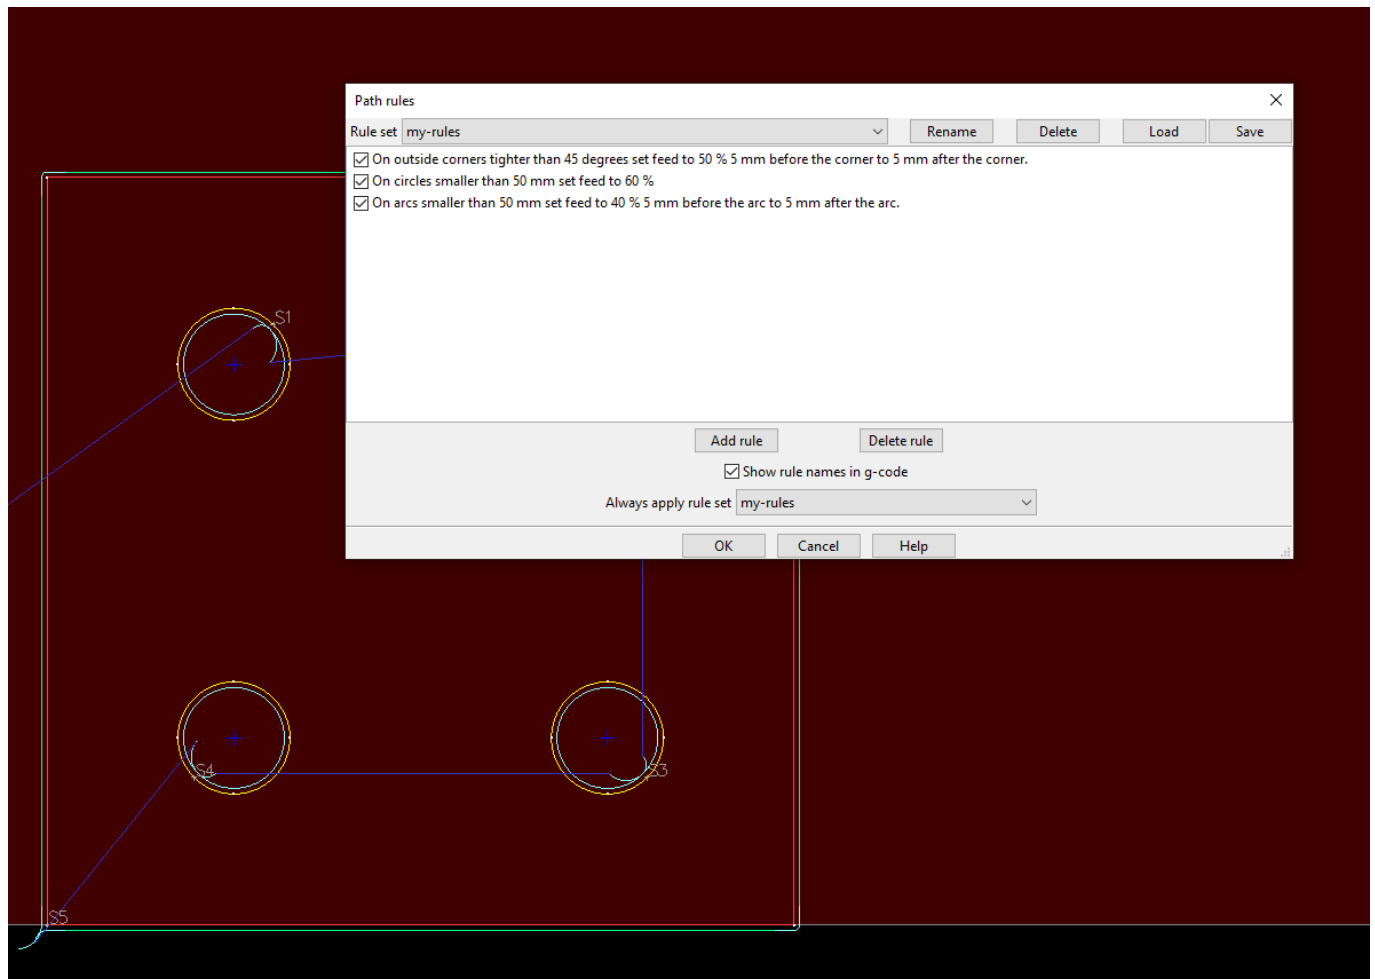 Path rules
Rule set my-rules Rename Delete Load Save
On outside corners tighter than 45 degrees set feed to 50 % 5 mm before the corner to 5 mm after the corner.
On circles smaller than 50 mm set feed to 60 %
On arcs smaller than 50 mm set feed to 40 % 5 mm before the arc to 5 mm after the arc.
S1
Add rule Delete rule
Show rule names in g-code
Always apply rule set my-rules
OK Cancel Help
S4
S3
S5